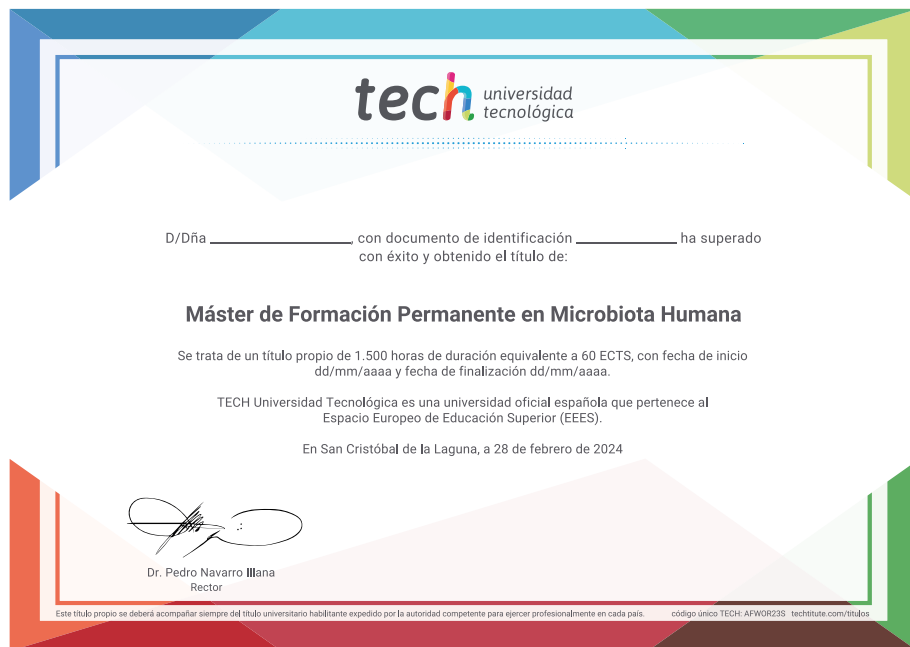 tech universidad
tecnológica
D/Dña ____________________, con documento de identificación ______________ ha superado
con éxito y obtenido el título de:
Máster de Formación Permanente en Microbiota Humana
Se trata de un título propio de 1.500 horas de duración equivalente a 60 ECTS, con fecha de inicio
dd/mm/aaaa y fecha de finalización dd/mm/aaaa.
TECH Universidad Tecnológica es una universidad oficial española que pertenece al
Espacio Europeo de Educación Superior (EEES).
En San Cristóbal de la Laguna, a 28 de febrero de 2024
Dr. Pedro Navarro Illana
Rector
Este título propio se deberá acompañar siempre del título universitario habilitante expedido por la autoridad competente para ejercer profesionalmente en cada país. código único TECH: AFWOR23S techtitute.com/titulos